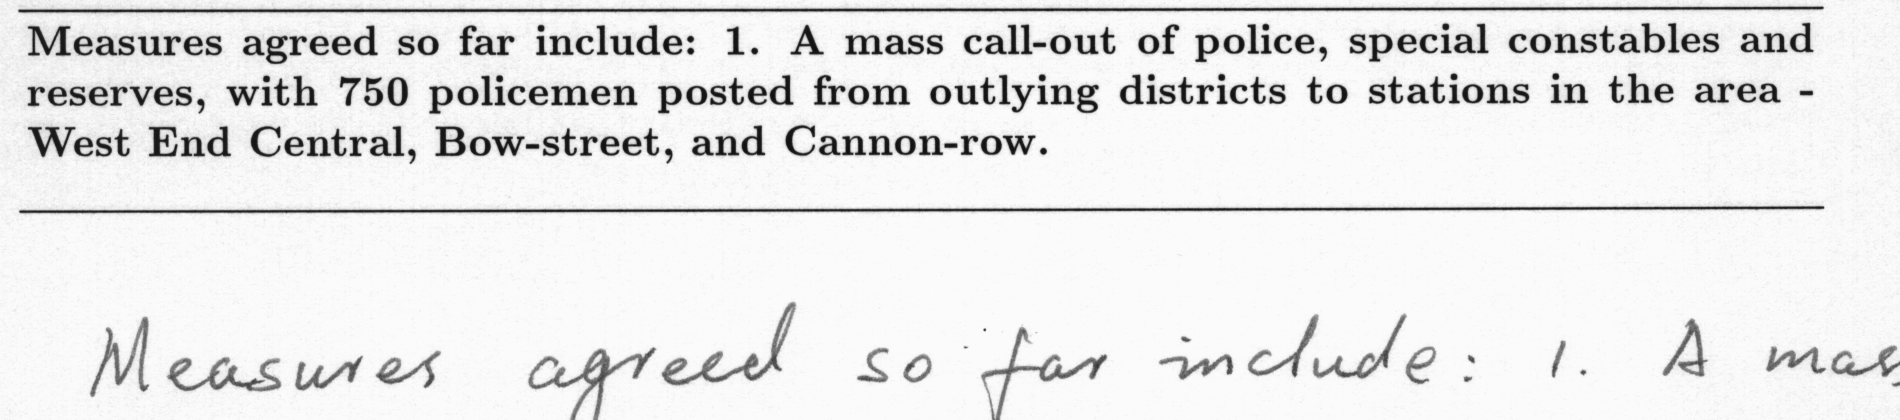 Measures agreed so far include: 1. A mass call-out of police, special constables and
reserves, with 750 policemen posted from outlying districts to stations in the area -
West End Central, Bow-street, and Cannon-row.
Measures agreed so far include: 1. A mas